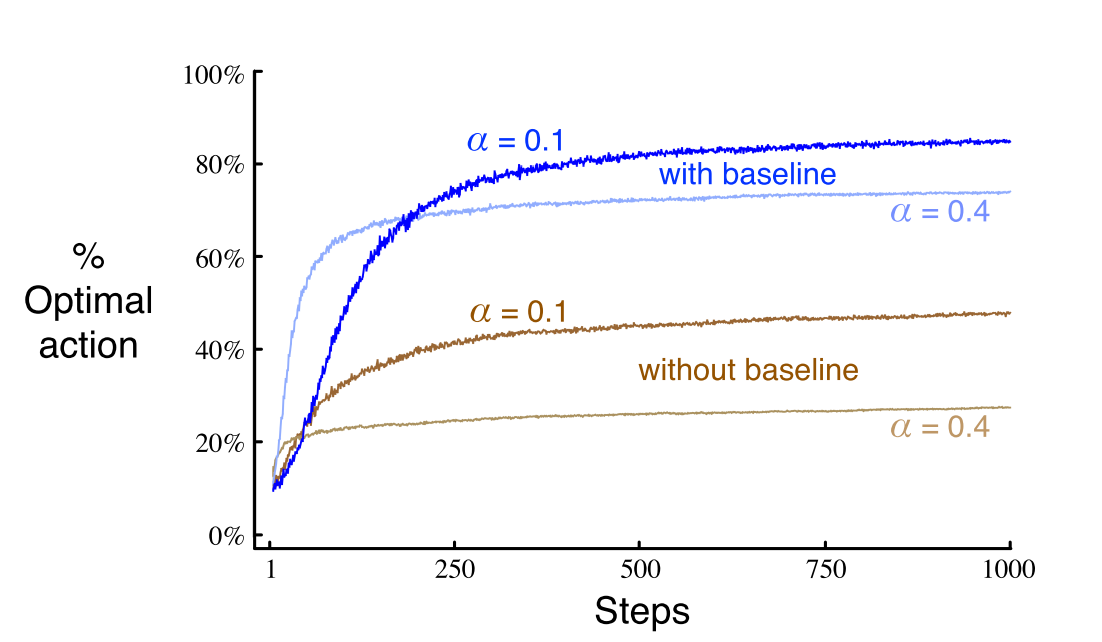 100%
80%
60%
40%
20%
0%
%
Optimal
action
α = 0.1
with baseline
α = 0.4
α = 0.1
without baseline
α = 0.4
1
250
500
750
1000
Steps